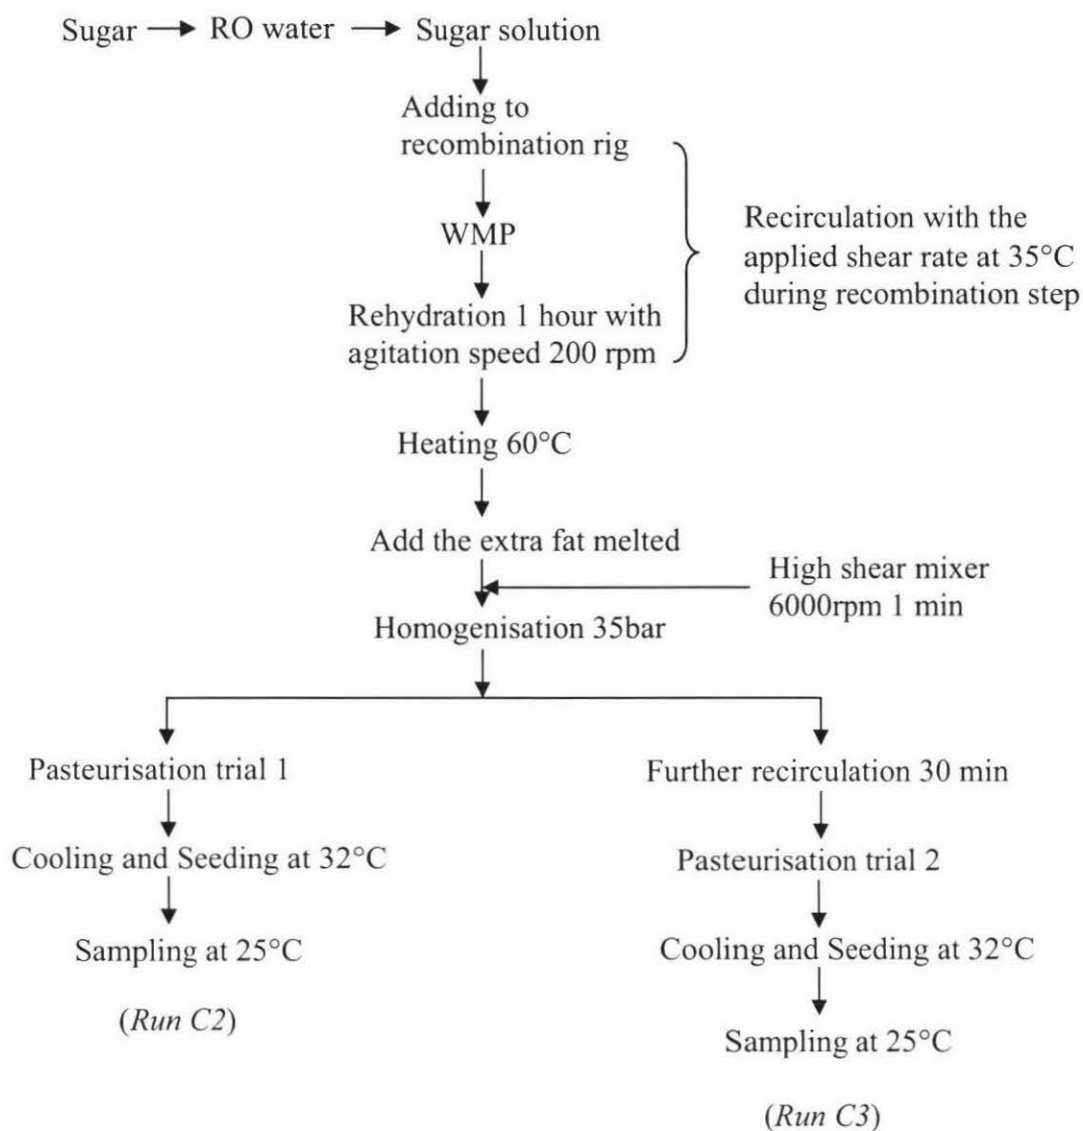 Sugar → RO water → Sugar solution
Adding to
recombination rig
WMP
Rehydration 1 hour with
agitation speed 200 rpm
Recirculation with the
applied shear rate at 35°C
during recombination step
Heating 60°C
Add the extra fat melted
High shear mixer
6000rpm 1 min
Homogenisation 35bar
Pasteurisation trial 1
Cooling and Seeding at 32°C
Sampling at 25°C
(Run C2)
Further recirculation 30 min
Pasteurisation trial 2
Cooling and Seeding at 32°C
Sampling at 25°C
(Run C3)